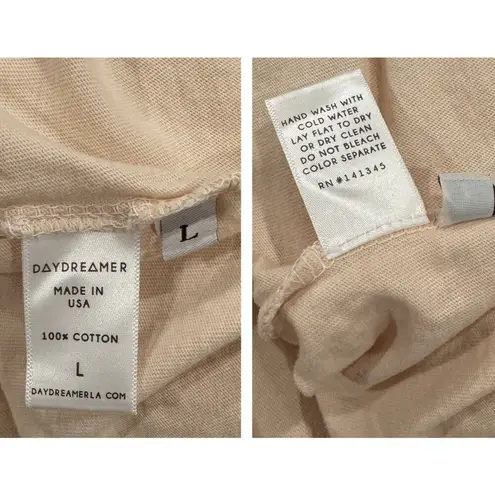 DAYDREAMER
MADE IN
USA
100% COTTON
L
DAYDREAMERLA.COM
L
HAND WASH WITH
COLD WATER
LAY FLAT TO DRY
OR DRY CLEAN
DO NOT BLEACH
COLOR SEPARATE
RN #141345